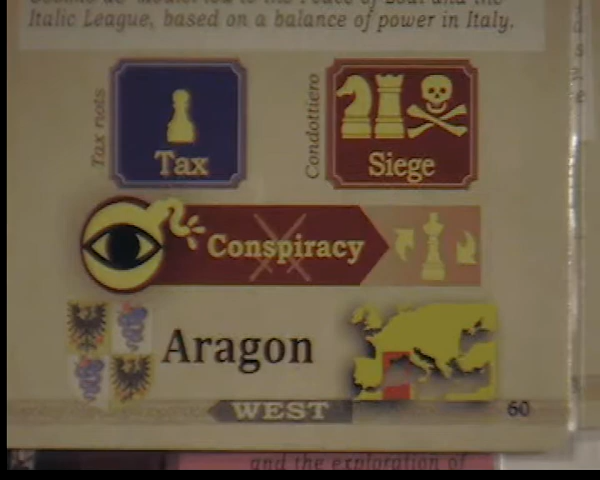 Italic League, based on a balance of power in Italy.
Tax riots
Tax
Condottiero
Siege
Conspiracy
Aragon
WEST
60
and the exploration of